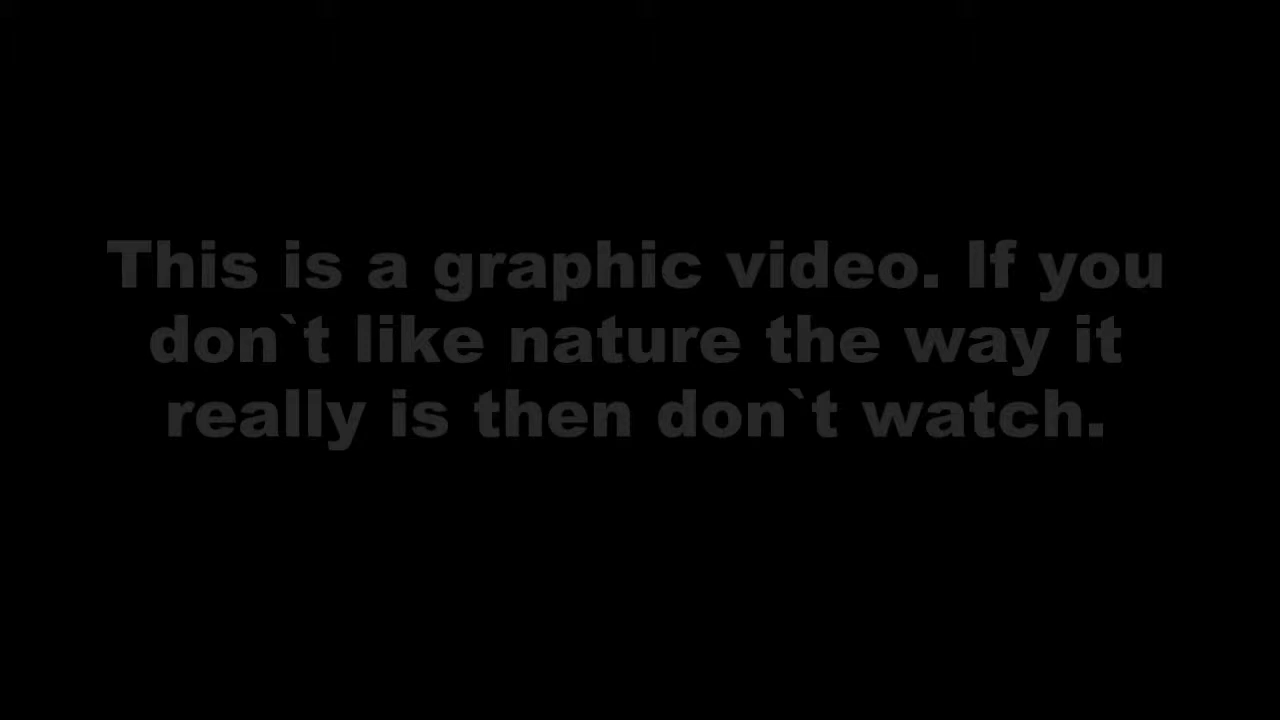 This is a graphic video. If you
don`t like nature the way it
really is then don`t watch.